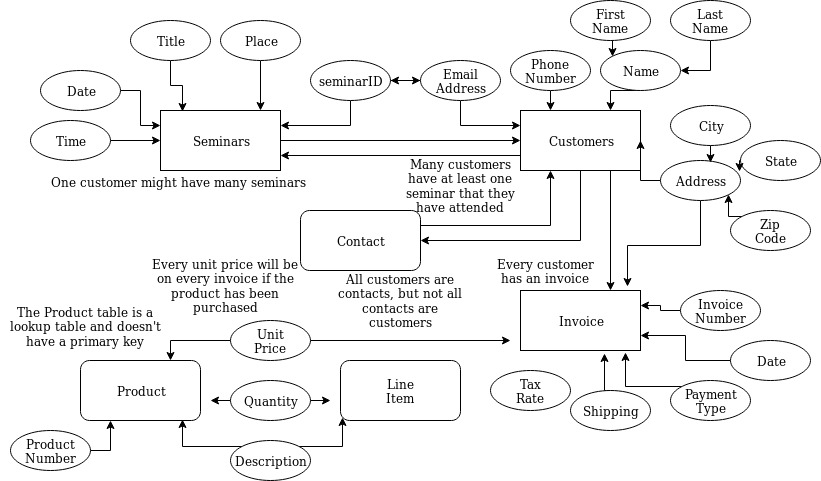 First
Name
Last
Name
Title
Place
Phone
Number
Name
seminarID
Email
Address
Date
Time
Seminars
Customers
City
State
Address
Zip
Code
One customer might have many seminars
Many customers
have at least one
seminar that they
have attended
Contact
Every unit price will be
on every invoice if the
product has been
purchased
All customers are
contacts, but not all
contacts are
customers
Every customer
has an invoice
The Product table is a
lookup table and doesn't
have a primary key
Unit
Price
Invoice
Invoice
Number
Date
Product
Line
Item
Quantity
Tax
Rate
Shipping
Payment
Type
Product
Number
Description